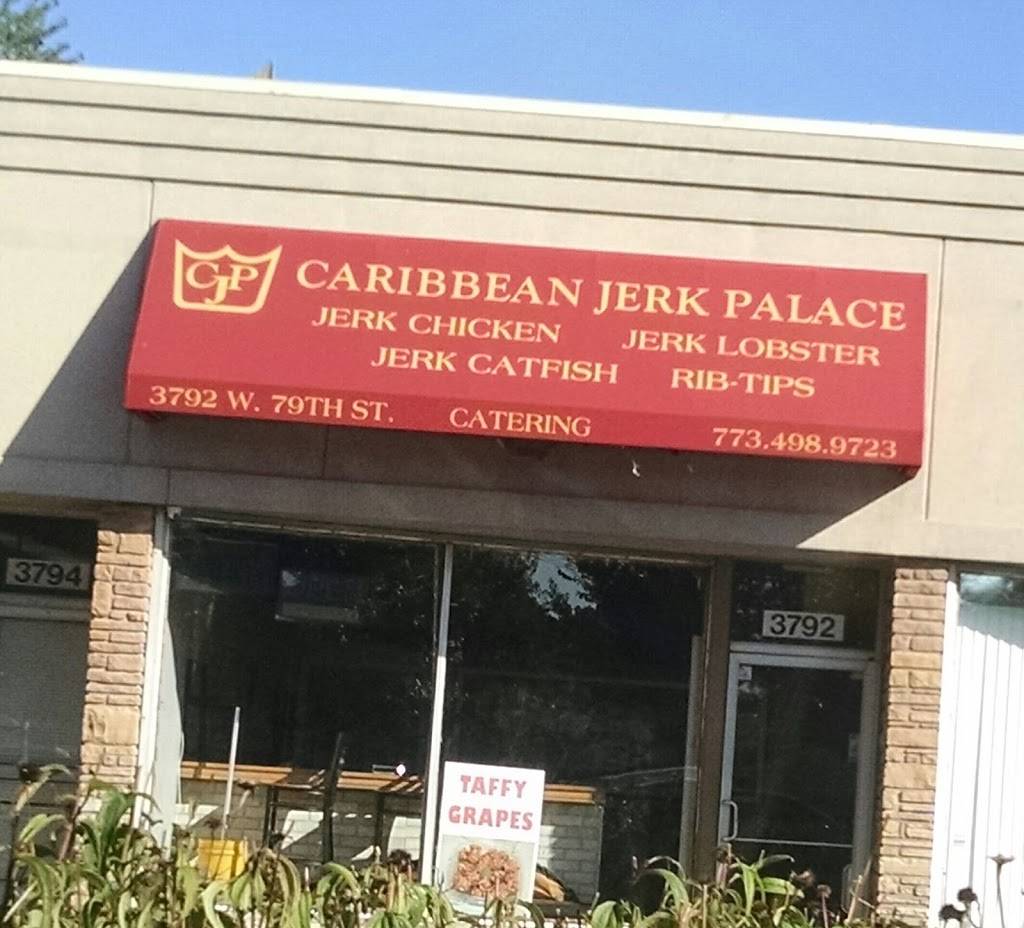 CJP
CARIBBEAN JERK PALACE
JERK CHICKEN JERK LOBSTER
JERK CATFISH RIB-TIPS
3792 W. 79TH ST. CATERING 773.498.9723
3794
3792
TAFFY
GRAPES